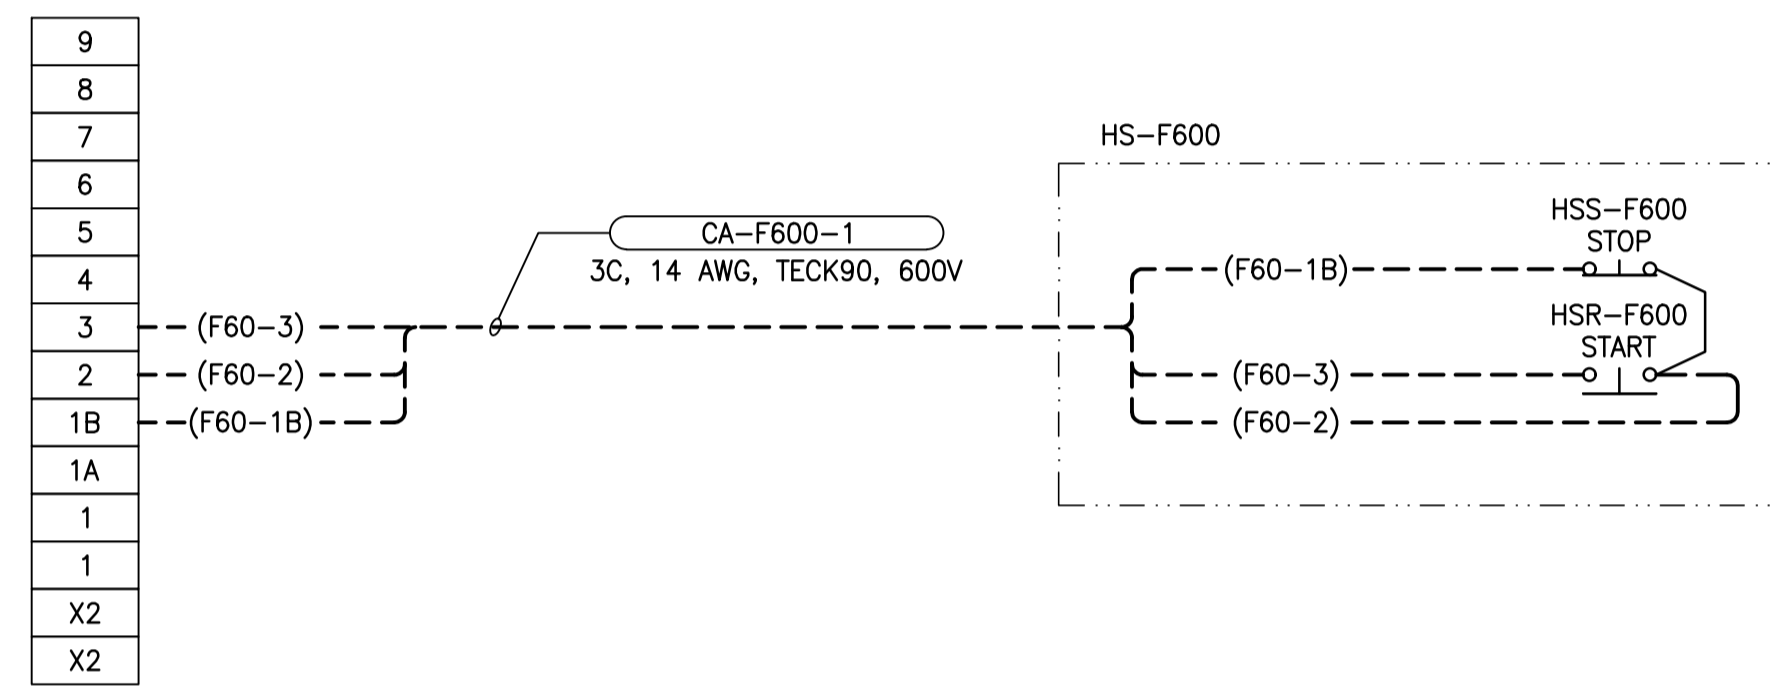 9
8
7
6
5
4
3
2
1B
1A
1
1
X2
X2
(F60-3)
(F60-2)
(F60-1B)
CA-F600-1
3C, 14 AWG, TECK90, 600V
HS-F600
HSS-F600
STOP
(F60-1B)
HSR-F600
START
(F60-3)
(F60-2)